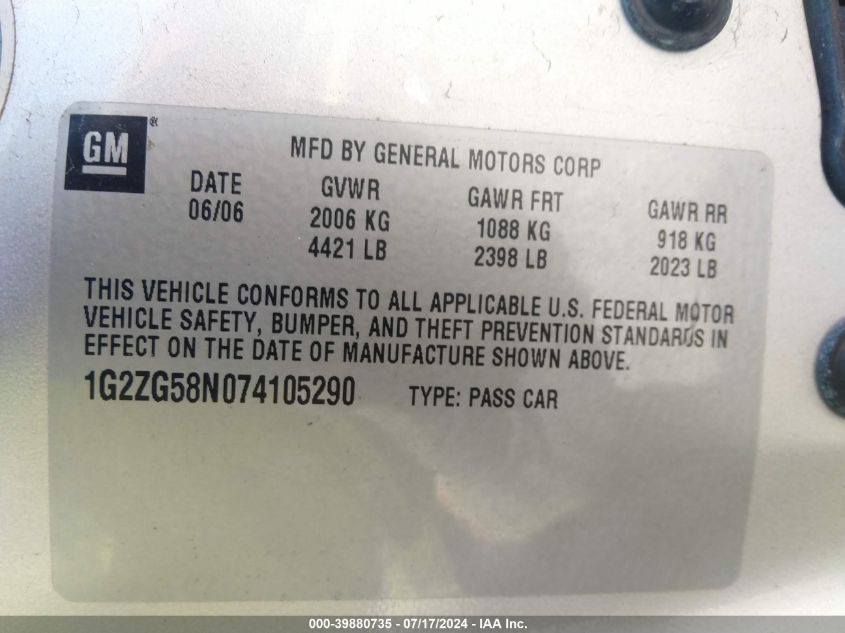 GM®
MFD BY GENERAL MOTORS CORP
DATE GVWR GAWR FRT GAWR RR
06/06 2006 KG 1088 KG 918 KG
4421 LB 2398 LB 2023 LB
THIS VEHICLE CONFORMS TO ALL APPLICABLE U.S. FEDERAL MOTOR
VEHICLE SAFETY, BUMPER, AND THEFT PREVENTION STANDARDS IN
EFFECT ON THE DATE OF MANUFACTURE SHOWN ABOVE.
1G2ZG58N074105290 TYPE: PASS CAR
000-39880735 - 07/17/2024 - IAA Inc.